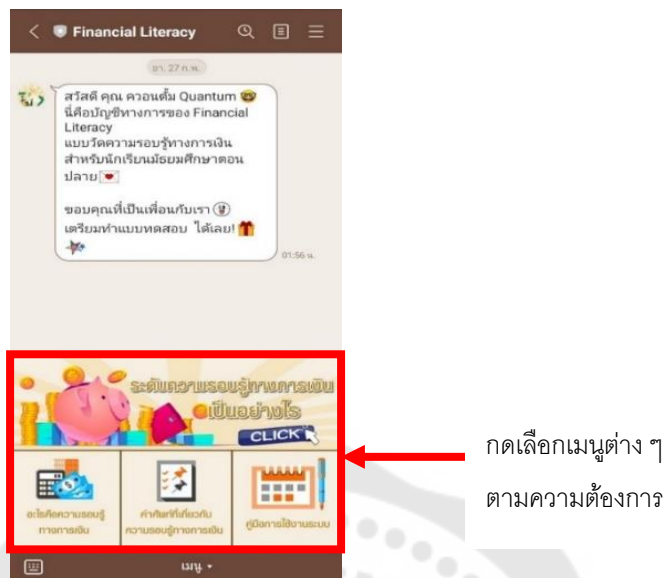 Financial Literacy
อา. 27 ก.พ.
สวัสดี คุณ ควอนตั้ม Quantum
นี่คือบัญชีทางการของ Financial
Literacy
แบบวัดความรอบรู้ทางการเงิน
สำหรับนักเรียนมัธยมศึกษาตอน
ปลาย
ขอบคุณที่เป็นเพื่อนกับเรา
เตรียมทำแบบทดสอบ ได้เลย!
01:56 น.
ระดับความรอบรู้ทางการเงิน
เป็นอย่างไร
CLICK
อะไรคือความรอบรู้
ทางการเงิน
คำศัพท์ที่เกี่ยวกับ
ความรอบรู้ทางการเงิน
คู่มือการใช้งานระบบ
เมนู
กดเลือกเมนูต่าง ๆ
ตามความต้องการ